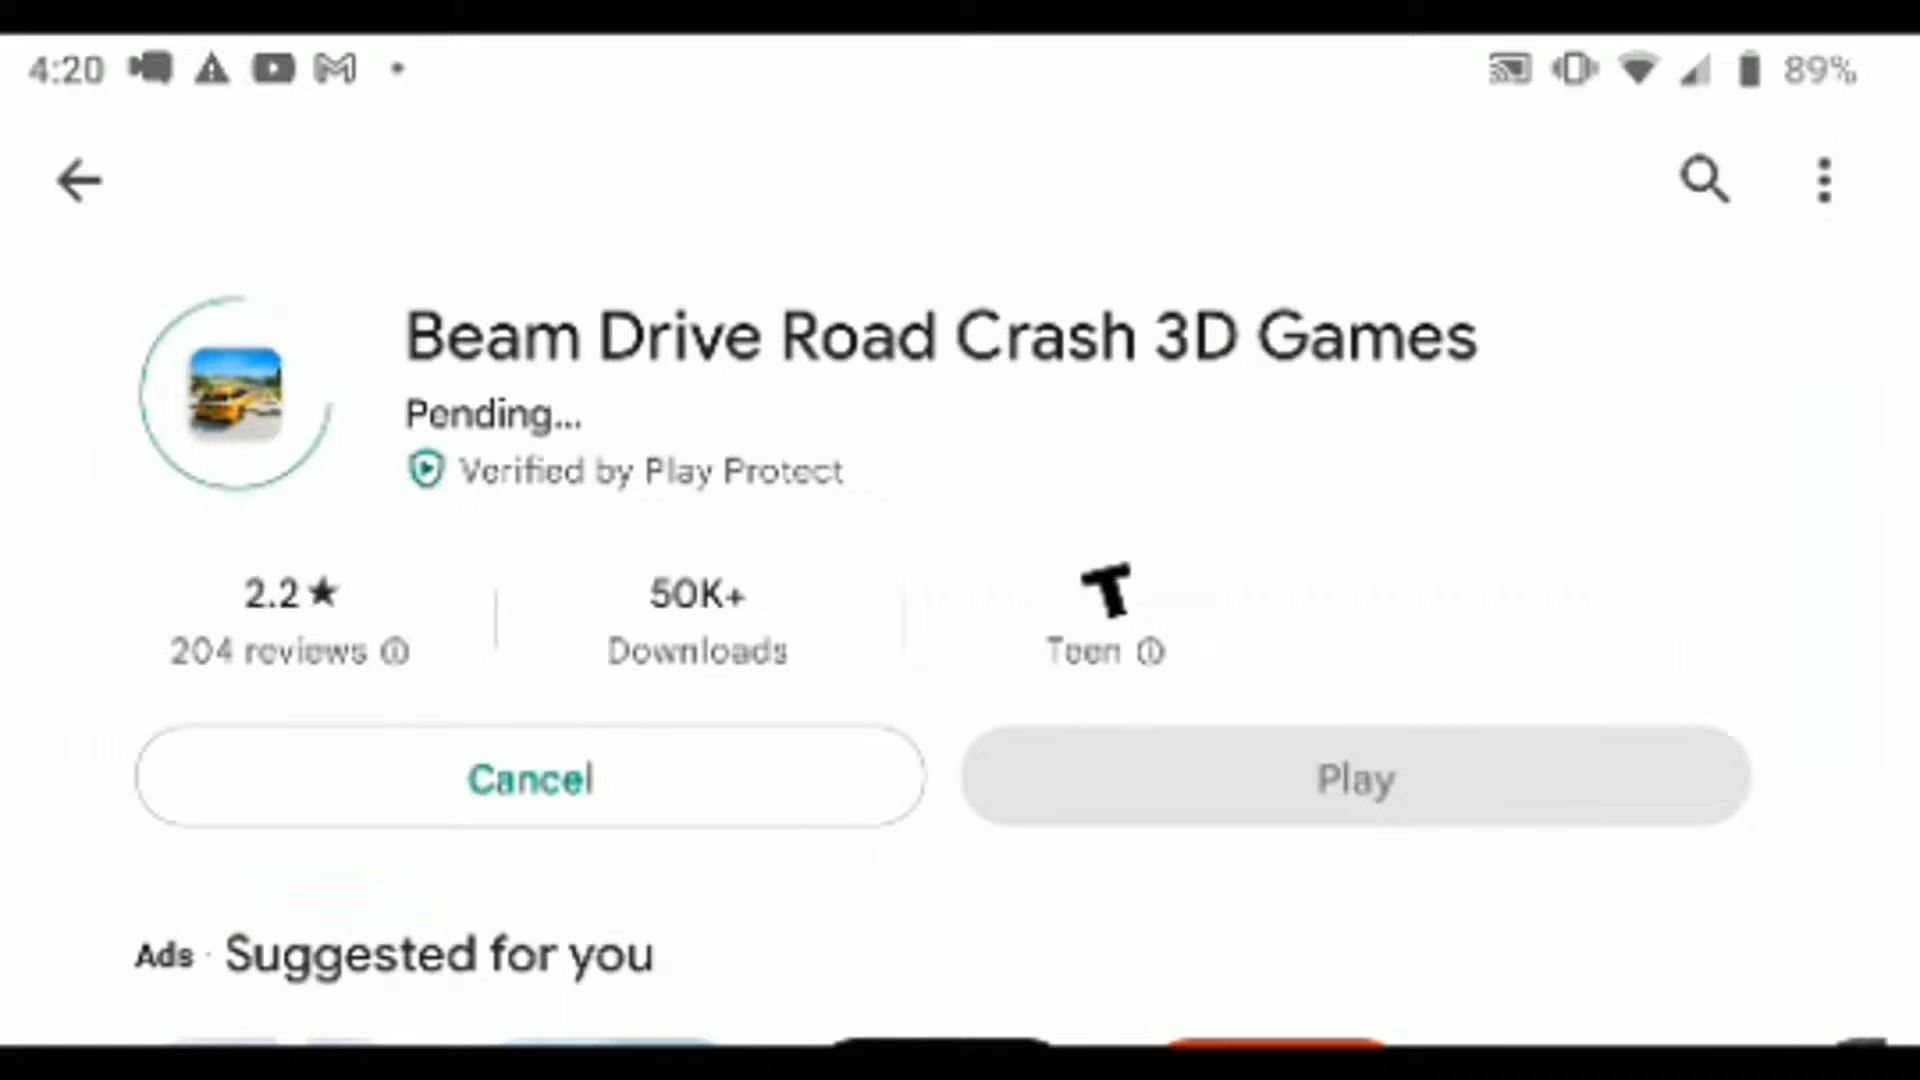 4:20 89%
Beam Drive Road Crash 3D Games
Pending...
Verified by Play Protect
2.2★ 50K+ T
204 reviews Downloads Teen
Cancel Play
Ads · Suggested for you